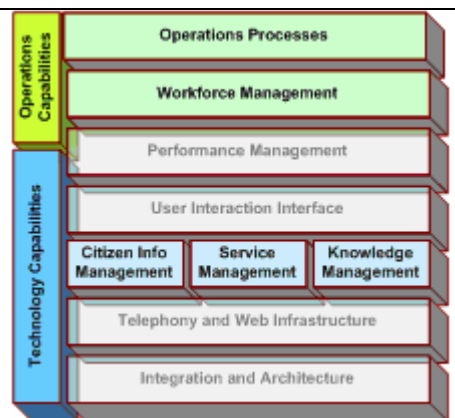 Operations
Capabilities
Operations Processes
Workforce Management
Performance Management
Technology Capabilities
User Interaction Interface
Citizen Info
Management
Service
Management
Knowledge
Management
Telephony and Web Infrastructure
Integration and Architecture